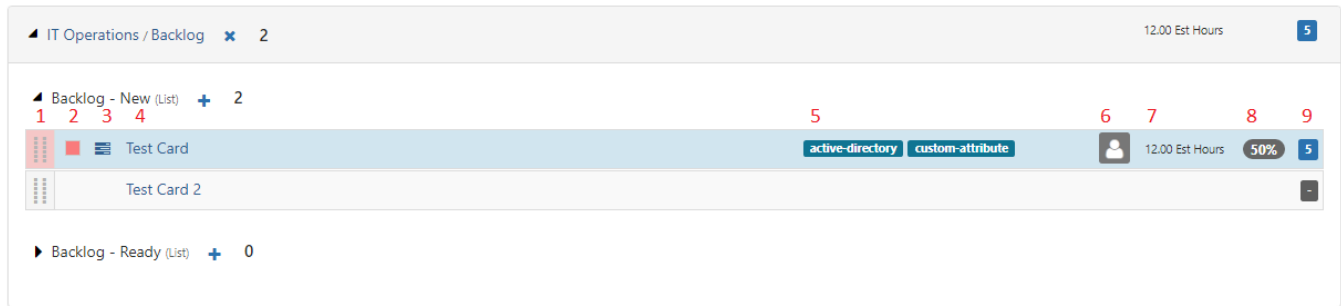 IT Operations / Backlog × 2 12.00 Est Hours 5
Backlog - New (List) + 2
1 2 3 4 5 6 7 8 9
Test Card active-directory custom-attribute 12.00 Est Hours 50% 5
Test Card 2 -
Backlog - Ready (List) + 0